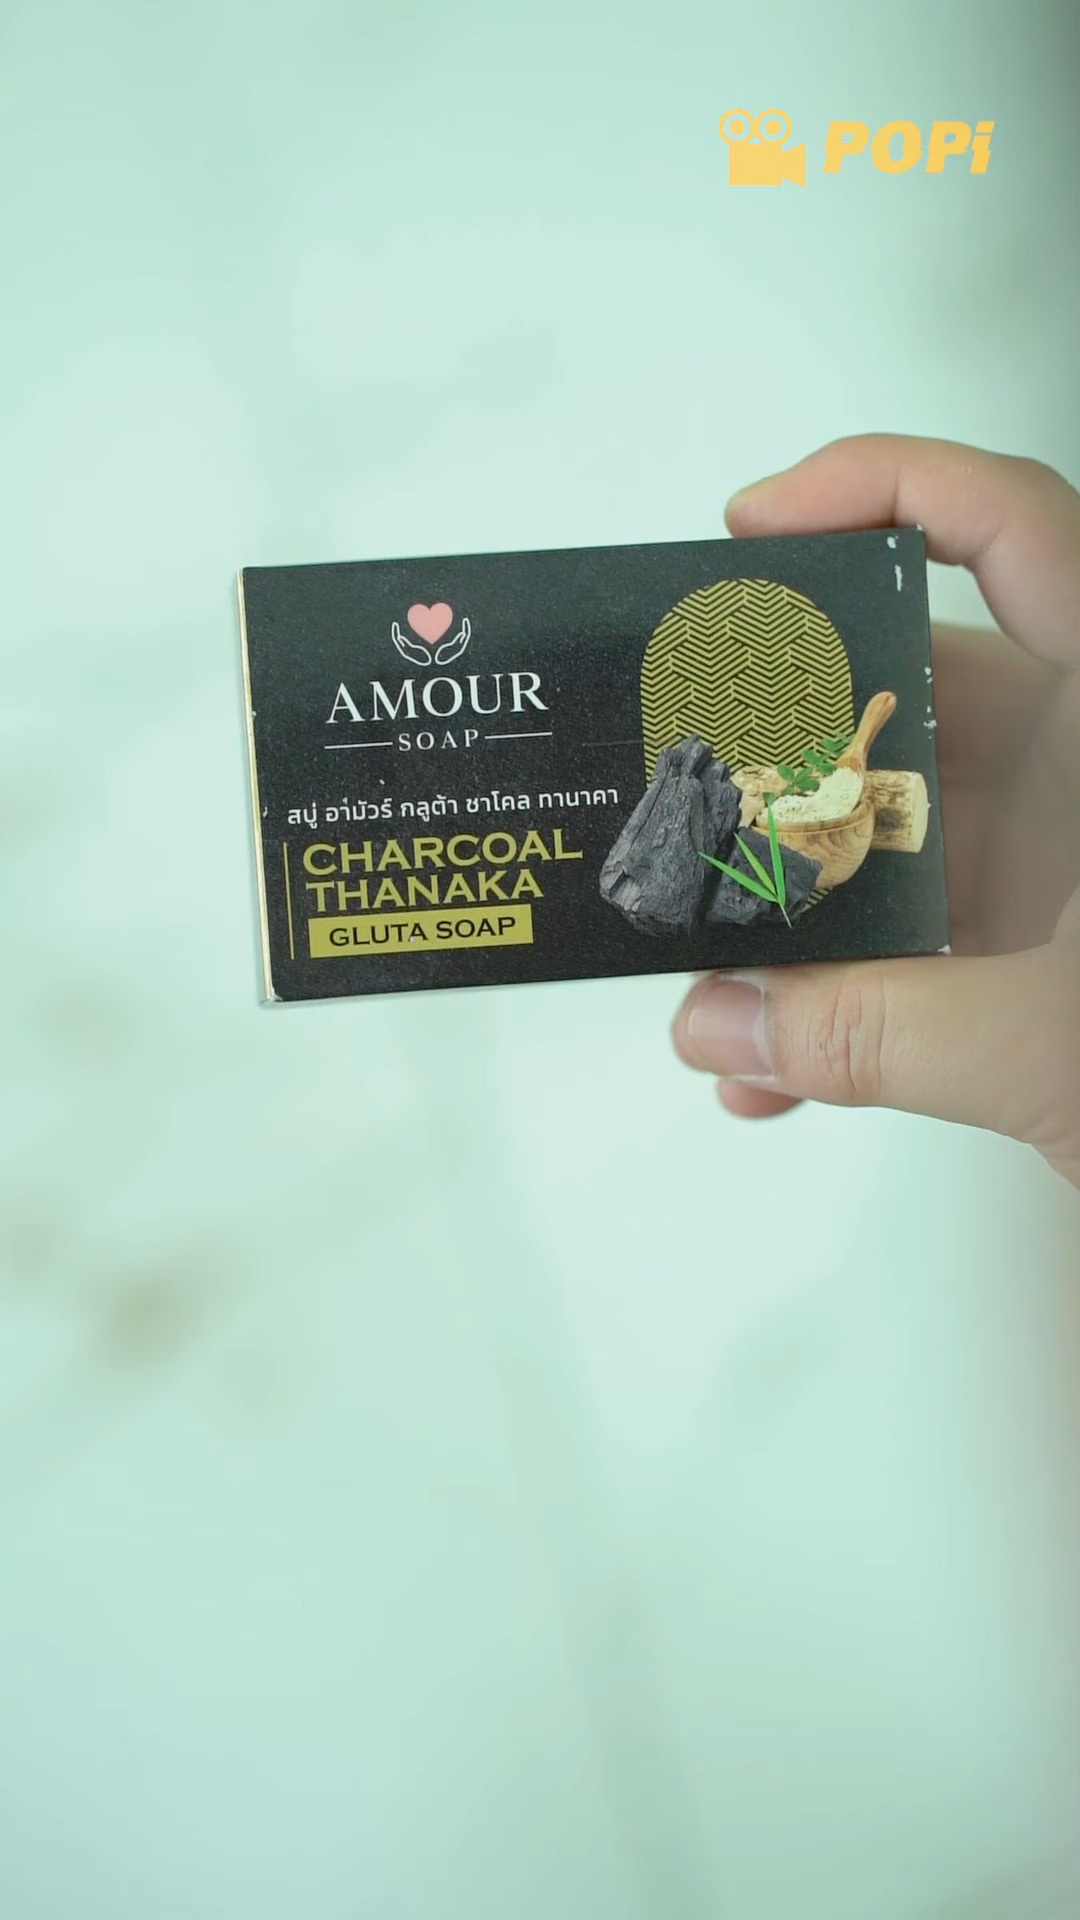 POPi
AMOUR
SOAP
สบู่ อามัวร์ กลูต้า ชาโคล ทานาคา
CHARCOAL
THANAKA
GLUTA SOAP